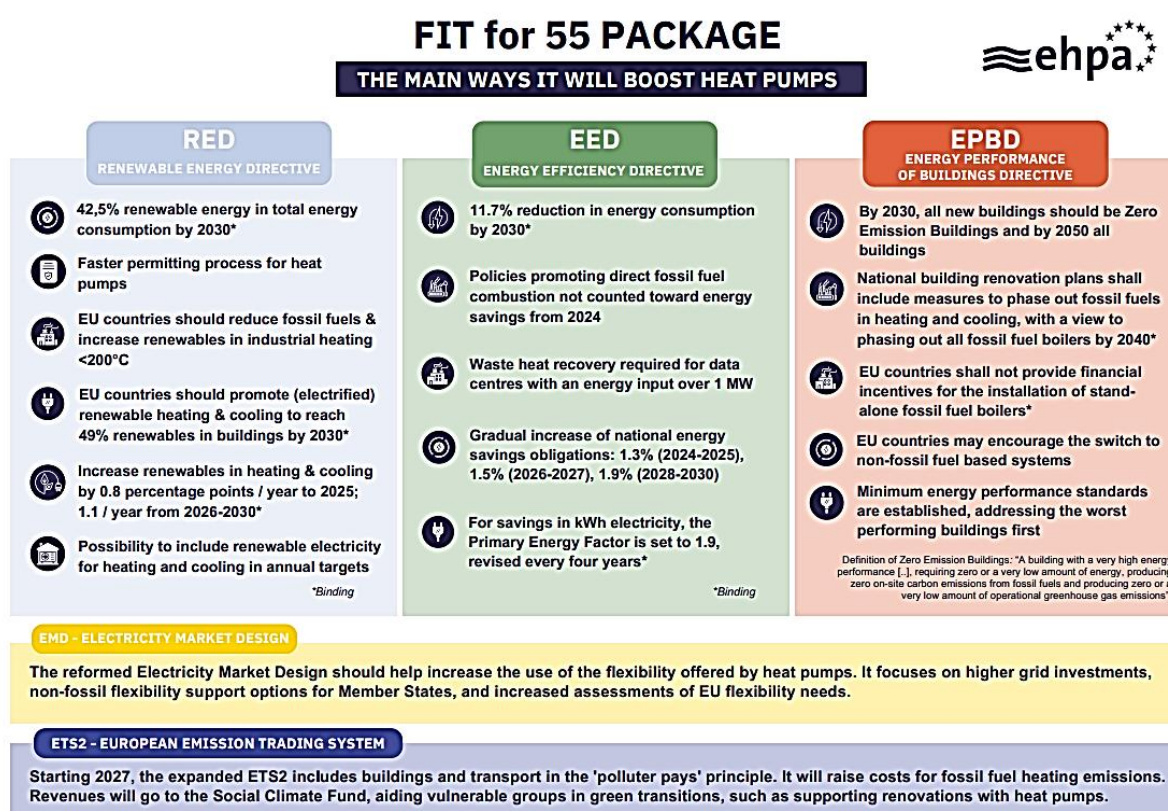 FIT for 55 PACKAGE
ehpa
THE MAIN WAYS IT WILL BOOST HEAT PUMPS
RED
RENEWABLE ENERGY DIRECTIVE
42,5% renewable energy in total energy
consumption by 2030*
Faster permitting process for heat
pumps
EU countries should reduce fossil fuels &
increase renewables in industrial heating
<200°C
EU countries should promote (electrified)
renewable heating & cooling to reach
49% renewables in buildings by 2030*
Increase renewables in heating & cooling
by 0.8 percentage points / year to 2025;
1.1 / year from 2026-2030*
Possibility to include renewable electricity
for heating and cooling in annual targets
*Binding
EED
ENERGY EFFICIENCY DIRECTIVE
11.7% reduction in energy consumption
by 2030*
Policies promoting direct fossil fuel
combustion not counted toward energy
savings from 2024
Waste heat recovery required for data
centres with an energy input over 1 MW
Gradual increase of national energy
savings obligations: 1.3% (2024-2025),
1.5% (2026-2027), 1.9% (2028-2030)
For savings in kWh electricity, the
Primary Energy Factor is set to 1.9,
revised every four years*
*Binding
EPBD
ENERGY PERFORMANCE
OF BUILDINGS DIRECTIVE
By 2030, all new buildings should be Zero
Emission Buildings and by 2050 all
buildings
National building renovation plans shall
include measures to phase out fossil fuels
in heating and cooling, with a view to
phasing out all fossil fuel boilers by 2040*
EU countries shall not provide financial
incentives for the installation of stand-
alone fossil fuel boilers*
EU countries may encourage the switch to
non-fossil fuel based systems
Minimum energy performance standards
are established, addressing the worst
performing buildings first
Definition of Zero Emission Buildings: "A building with a very high energy
performance [..], requiring zero or a very low amount of energy, producing
zero on-site carbon emissions from fossil fuels and producing zero or a
very low amount of operational greenhouse gas emissions"
EMD - ELECTRICITY MARKET DESIGN
The reformed Electricity Market Design should help increase the use of the flexibility offered by heat pumps. It focuses on higher grid investments,
non-fossil flexibility support options for Member States, and increased assessments of EU flexibility needs.
ETS2 - EUROPEAN EMISSION TRADING SYSTEM
Starting 2027, the expanded ETS2 includes buildings and transport in the 'polluter pays' principle. It will raise costs for fossil fuel heating emissions.
Revenues will go to the Social Climate Fund, aiding vulnerable groups in green transitions, such as supporting renovations with heat pumps.